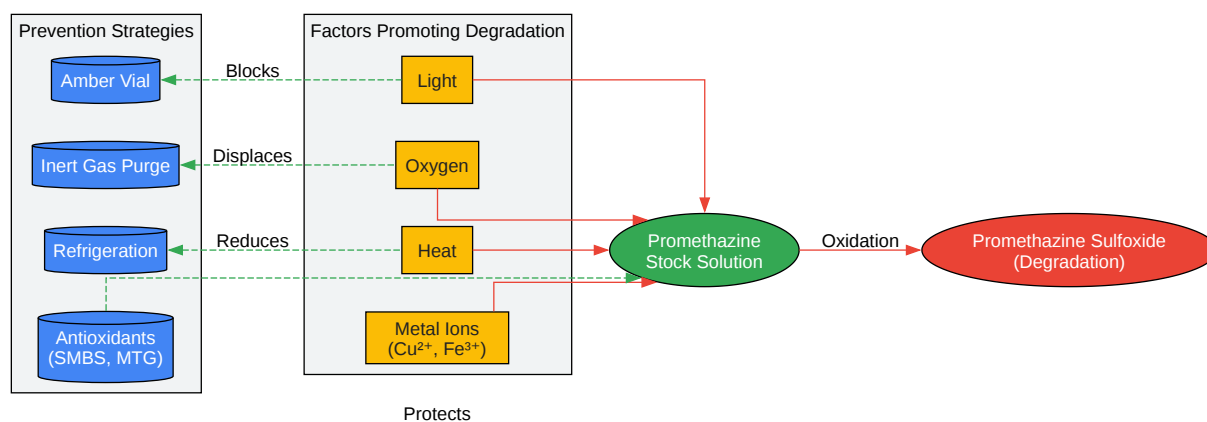 Prevention Strategies
Factors Promoting Degradation
Amber Vial
Blocks
Light
Inert Gas Purge
Displaces
Oxygen
Refrigeration
Reduces
Heat
Promethazine
Stock Solution
Oxidation
Promethazine Sulfoxide
(Degradation)
Antioxidants
(SMBS, MTG)
Metal Ions
(Cu²⁺, Fe³⁺)
Protects